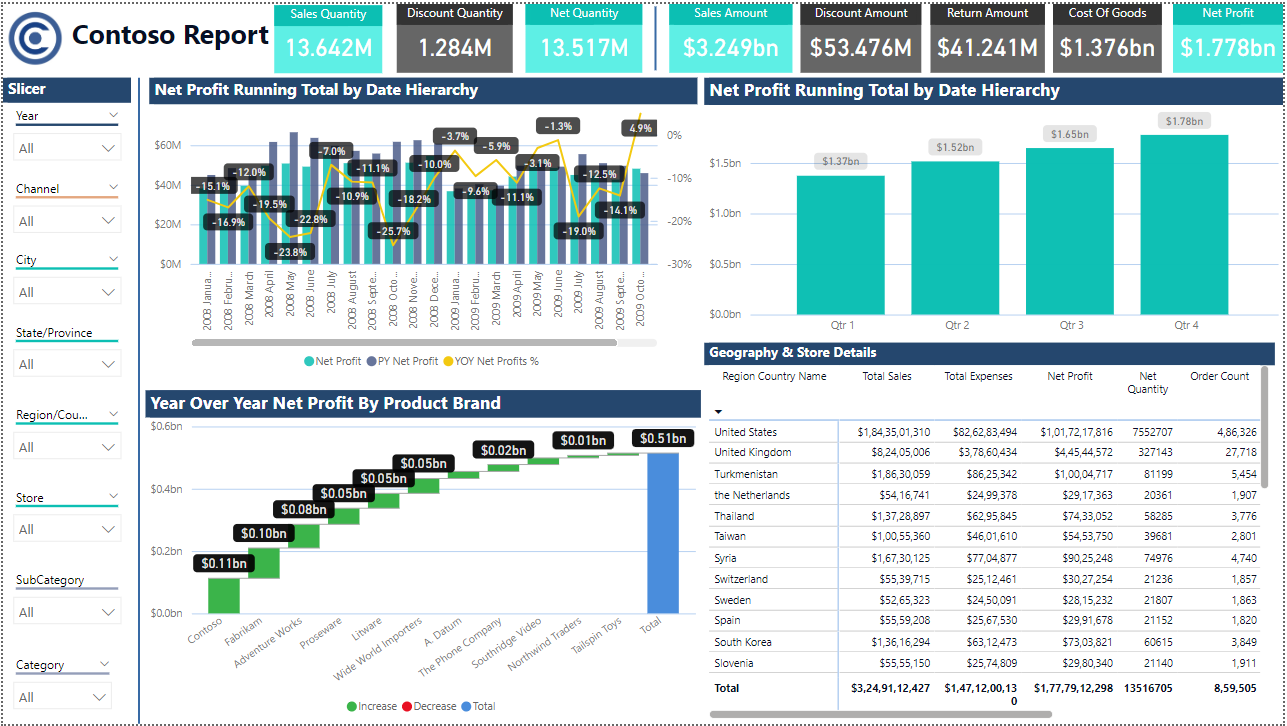 Contoso Report
Sales Quantity
13.642M
Discount Quantity
1.284M
Net Quantity
13.517M
Sales Amount
$3.249bn
Discount Amount
$53.476M
Return Amount
$41.241M
Cost Of Goods
$1.376bn
Net Profit
$1.778bn
Slicer
Year
All
Channel
All
City
All
State/Province
All
Region/Cou...
All
Store
All
SubCategory
All
Category
All
Net Profit Running Total by Date Hierarchy
$60M
$40M
$20M
$0M
0%
-10%
-20%
-30%
-15.1%
-16.9%
-12.0%
-19.5%
-23.8%
-22.8%
-7.0%
-10.9%
-11.1%
-25.7%
-18.2%
-10.0%
-3.7%
-9.6%
-5.9%
-11.1%
-3.1%
-1.3%
-19.0%
-12.5%
-14.1%
4.9%
2008 Janua...
2008 Febru...
2008 March
2008 April
2008 May
2008 June
2008 July
2008 August
2008 Septe...
2008 Octo...
2008 Nove...
2008 Dece...
2009 Janua...
2009 Febru...
2009 March
2009 April
2009 May
2009 June
2009 July
2009 August
2009 Septe...
2009 Octo...
Net Profit PY Net Profit YOY Net Profits %
Net Profit Running Total by Date Hierarchy
$1.5bn
$1.0bn
$0.5bn
$0.0bn
$1.37bn
$1.52bn
$1.65bn
$1.78bn
Qtr 1 Qtr 2 Qtr 3 Qtr 4
Year Over Year Net Profit By Product Brand
$0.6bn
$0.4bn
$0.2bn
$0.0bn
$0.11bn
$0.10bn
$0.08bn
$0.05bn
$0.05bn
$0.05bn
$0.02bn
$0.01bn
$0.51bn
Contoso
Fabrikam
Adventure Works
Proseware
Litware
Wide World Importers
A. Datum
The Phone Company
Southridge Video
Northwind Traders
Tailspin Toys
Total
Increase Decrease Total
Geography & Store Details
Region Country Name Total Sales Total Expenses Net Profit Net Quantity Order Count
United States $1,84,35,01,310 $82,62,83,494 $1,01,72,17,816 7552707 4,86,326
United Kingdom $8,24,05,006 $3,78,60,434 $4,45,44,572 327143 27,718
Turkmenistan $1,86,30,059 $86,25,342 $1,00,04,717 81199 5,454
the Netherlands $54,16,741 $24,99,378 $29,17,363 20361 1,907
Thailand $1,37,28,897 $62,95,845 $74,33,052 58285 3,776
Taiwan $1,00,55,360 $46,01,610 $54,53,750 39681 2,801
Syria $1,67,30,125 $77,04,877 $90,25,248 74976 4,740
Switzerland $55,39,715 $25,12,461 $30,27,254 21236 1,857
Sweden $52,65,323 $24,50,091 $28,15,232 21807 1,863
Spain $55,59,208 $25,67,530 $29,91,678 21152 1,820
South Korea $1,36,16,294 $63,12,473 $73,03,821 60615 3,849
Slovenia $55,55,150 $25,74,809 $29,80,340 21140 1,911
Total $3,24,91,12,427 $1,47,12,00,130 $1,77,79,12,298 13516705 8,59,505